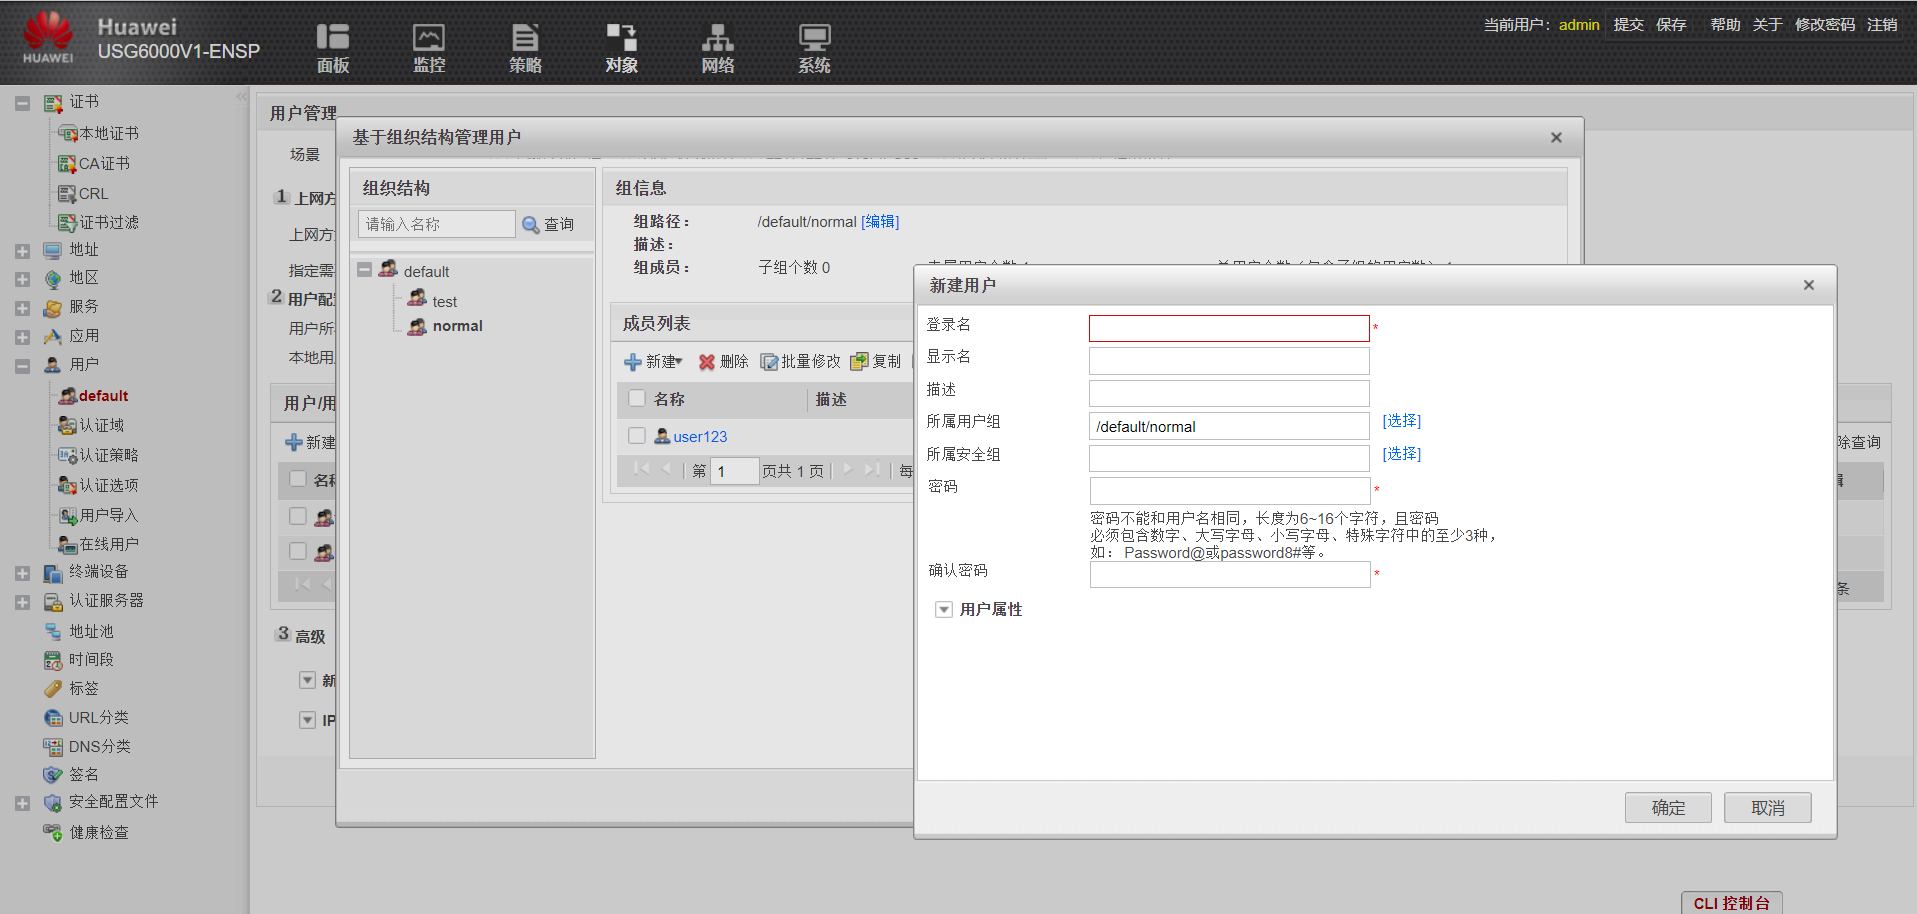 HUAWEI
Huawei
USG6000V1-ENSP
面板
监控
策略
对象
网络
系统
当前用户： admin 提交 保存 帮助 关于 修改密码 注销
证书
本地证书
CA证书
CRL
证书过滤
地址
地区
服务
应用
用户
default
认证域
认证策略
认证选项
用户导入
在线用户
终端设备
认证服务器
地址池
时间段
标签
URL分类
DNS分类
签名
安全配置文件
健康检查
用户管理
场景
1 上网方
上网方
指定需
2 用户配
用户所
本地用
用户/用
新建
名称
3 高级
新
IP
除查询
条
基于组织结构管理用户
组织结构
请输入名称 查询
default
test
normal
组信息
组路径： /default/normal [编辑]
描述：
组成员： 子组个数 0
成员列表
新建 删除 批量修改 复制
名称 描述
user123
第 1 页共 1 页 每
新建用户
登录名 *
显示名
描述
所属用户组 /default/normal [选择]
所属安全组 [选择]
密码 *
密码不能和用户名相同，长度为6~16个字符，且密码
必须包含数字、大写字母、小写字母、特殊字符中的至少3种，
如： Password@或password8#等。
确认密码 *
用户属性
确定 取消
CLI 控制台